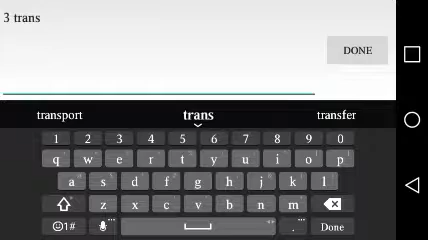 3 trans
DONE
transport trans transfer
1 2 3 4 5 6 7 8 9 0
q w e r t y u i o p
a s d f g h j k l
z x c v b n m
1# . Done